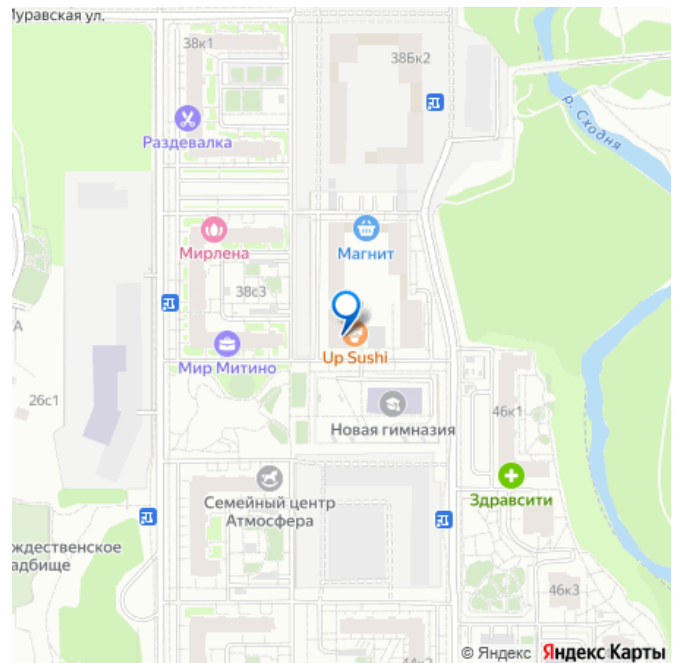 Муравская ул.
38к1
38Бк2
р. Сходня
Раздевалка
Мирлена
Магнит
38с3
Up Sushi
Мир Митино
26с1
46к1
Новая гимназия
Здравсити
Семейный центр
Атмосфера
46к3
© Яндекс Яндекс Карты